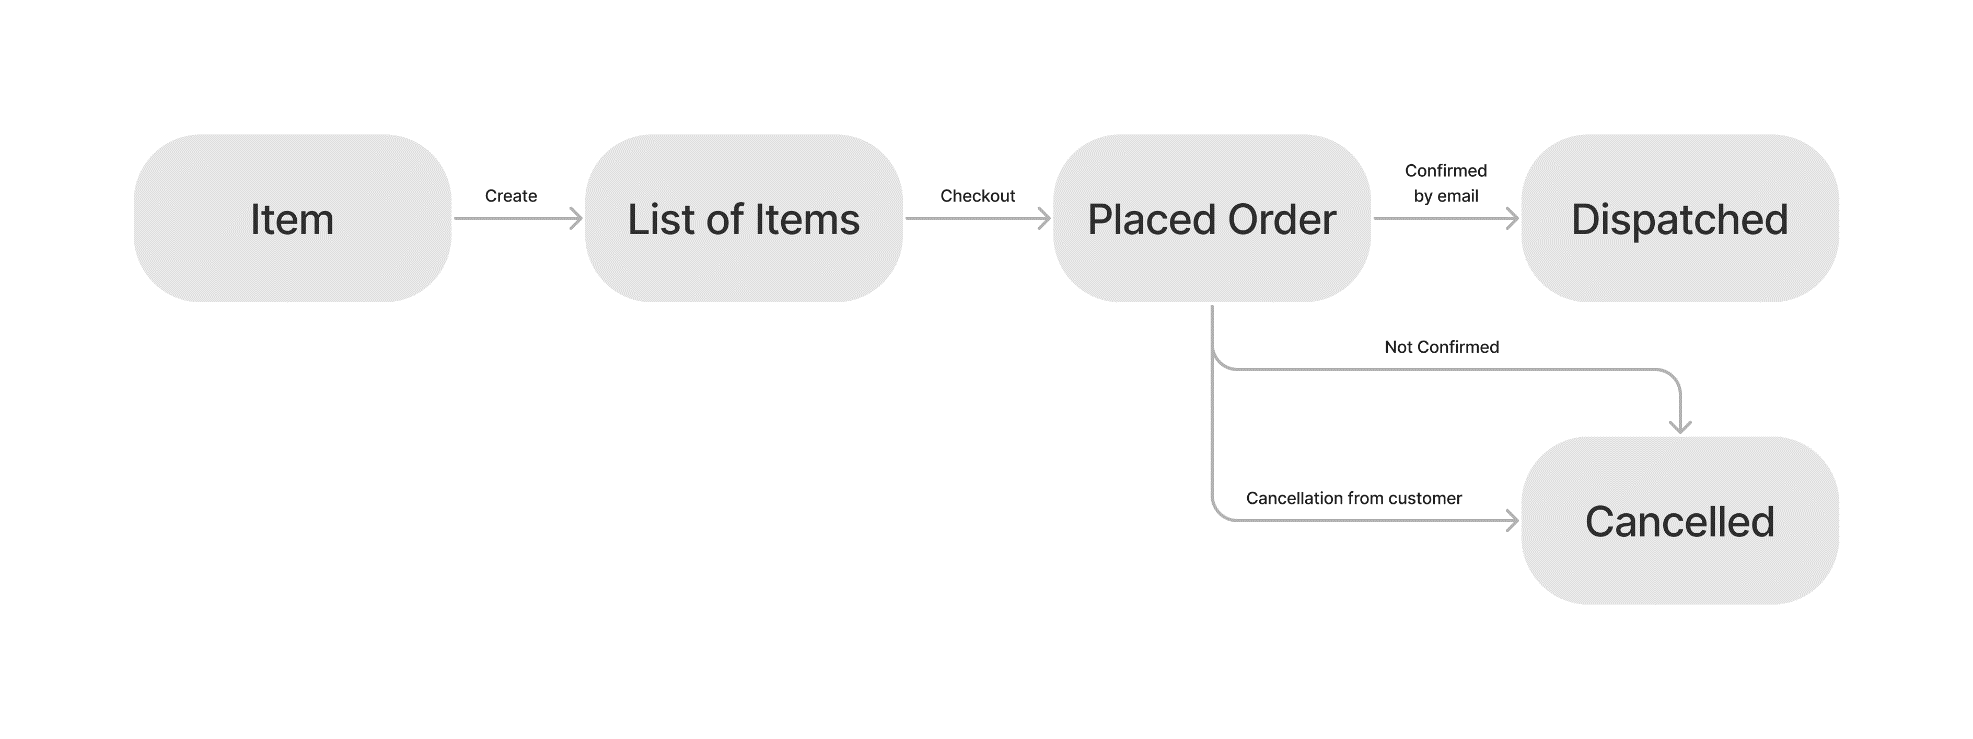 Item
Create
List of Items
Checkout
Placed Order
Confirmed
by email
Dispatched
Not Confirmed
Cancellation from customer
Cancelled